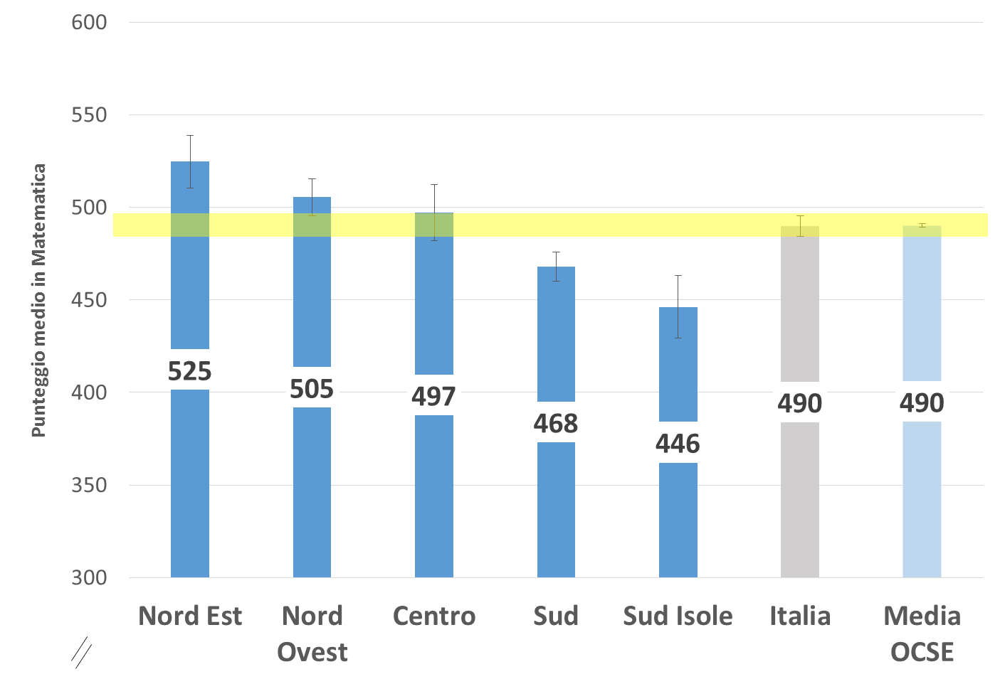 600
550
500
450
400
350
300
Punteggio medio in Matematica
525
505
497
468
446
490
490
Nord Est
Nord
Ovest
Centro
Sud
Sud Isole
Italia
Media
OCSE